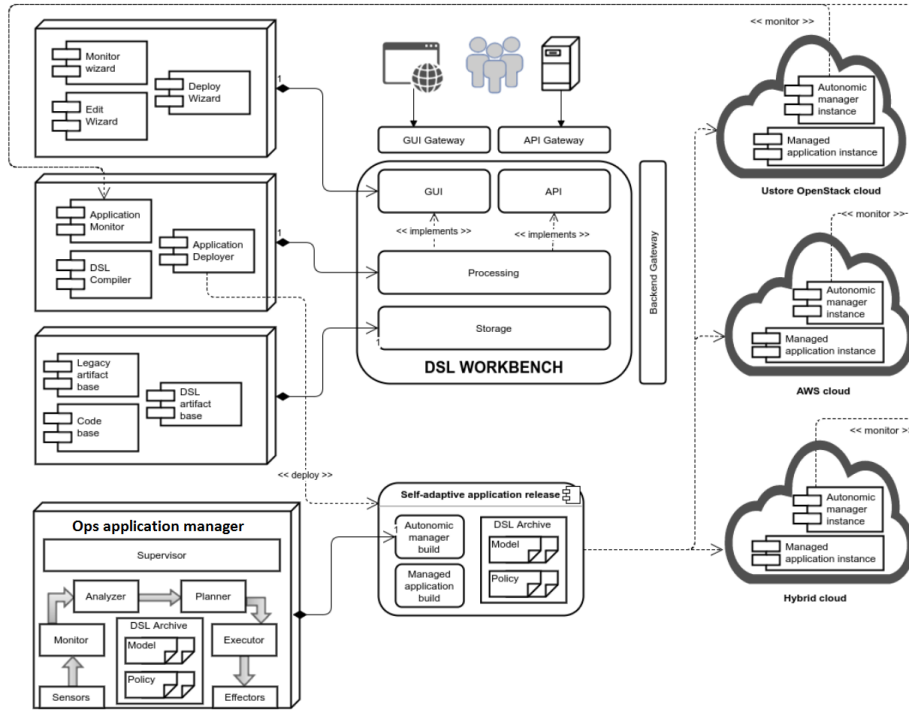 << monitor >>
Monitor
wizard
Deploy
Wizard
Edit
Wizard
1
GUI Gateway
API Gateway
Autonomic
manager
instance
Managed
application instance
Ustore OpenStack cloud
Application
Monitor
Application
Deployer
DSL
Compiler
1
GUI
API
<< implements >>
<< implements >>
Processing
Storage
1
DSL WORKBENCH
Backend Gateway
<< monitor >>
Autonomic
manager
instance
Managed
application instance
AWS cloud
Legacy
artifact
base
DSL
artifact
base
Code
base
<< deploy >>
<< monitor >
Autonomic
manager
instance
Managed
application instance
Hybrid cloud
Self-adaptive application release
1
Autonomic
manager
build
Managed
application
build
DSL Archive
Model
Policy
Ops application manager
Supervisor
Analyzer
Planner
Monitor
DSL Archive
Model
Policy
Executor
Sensors
Effectors